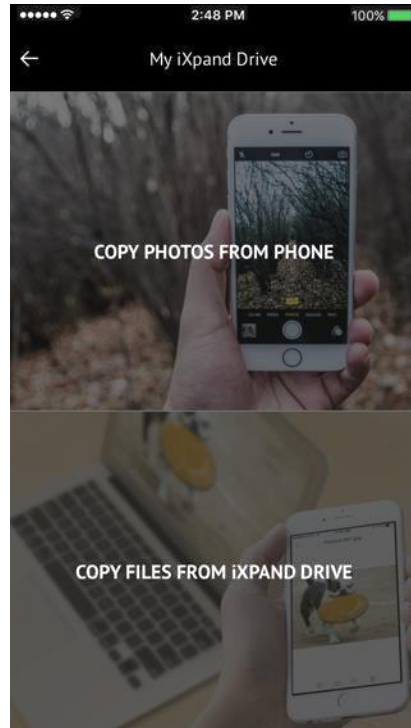 2:48 PM
100%
My iXpand Drive
COPY PHOTOS FROM PHONE
COPY FILES FROM iXPAND DRIVE